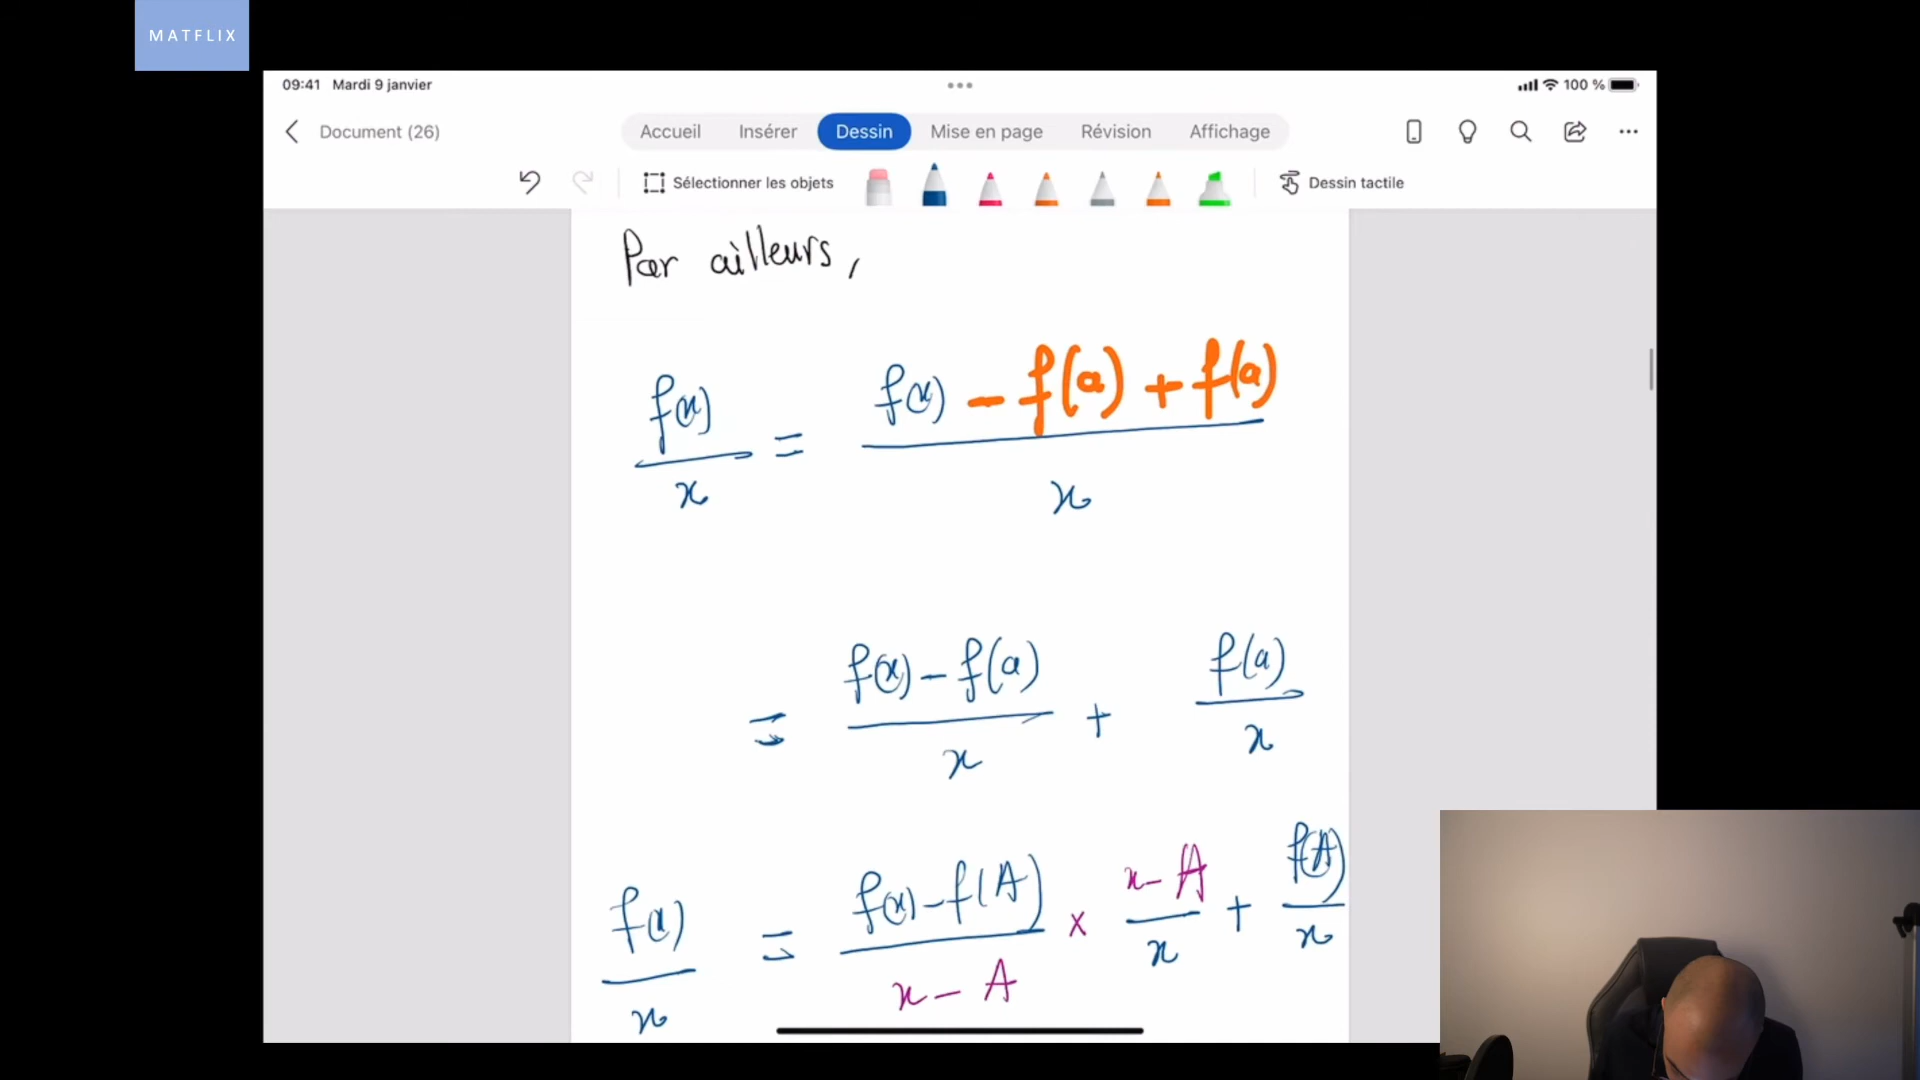 MATFLIX
09:41 Mardi 9 janvier
100 %
Document (26)
Accueil Insérer Dessin Mise en page Révision Affichage
Sélectionner les objets
Dessin tactile
Par ailleurs,
f(x)/x = (f(x) - f(a) + f(a))/x
= (f(x) - f(a))/x + f(a)/x
f(x)/x = (f(x) - f(A))/(x - A) × (x - A)/x + f(A)/x